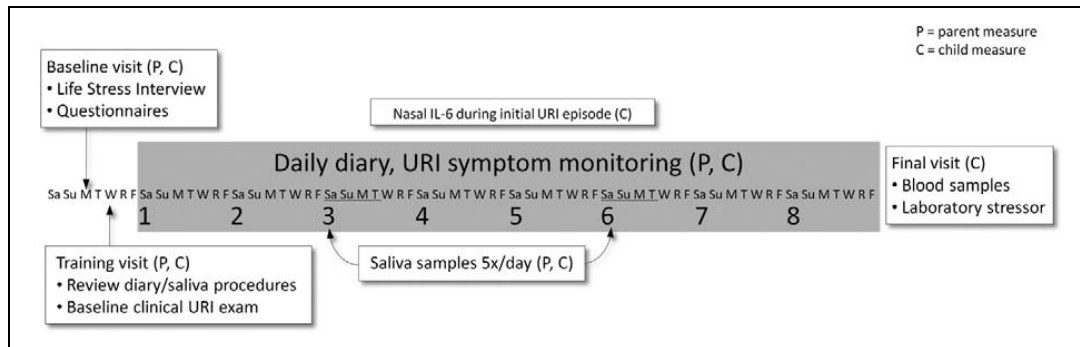 P = parent measure
C = child measure
Baseline visit (P, C)
• Life Stress Interview
• Questionnaires
Nasal IL-6 during initial URI episode (C)
Daily diary, URI symptom monitoring (P, C)
Sa Su M T W R F Sa Su M T W R F Sa Su M T W R F Sa Su M T W R F Sa Su M T W R F Sa Su M T W R F Sa Su M T W R F Sa Su M T W R F Sa Su M T W R F
1 2 3 4 5 6 7 8
Final visit (C)
• Blood samples
• Laboratory stressor
Training visit (P, C)
• Review diary/saliva procedures
• Baseline clinical URI exam
Saliva samples 5x/day (P, C)